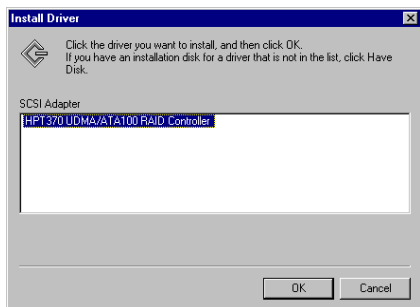 Install Driver
Click the driver you want to install, and then click OK.
If you have an installation disk for a driver that is not in the list, click Have
Disk.
SCSI Adapter
HPT370 UDMA/ATA100 RAID Controller
OK
Cancel